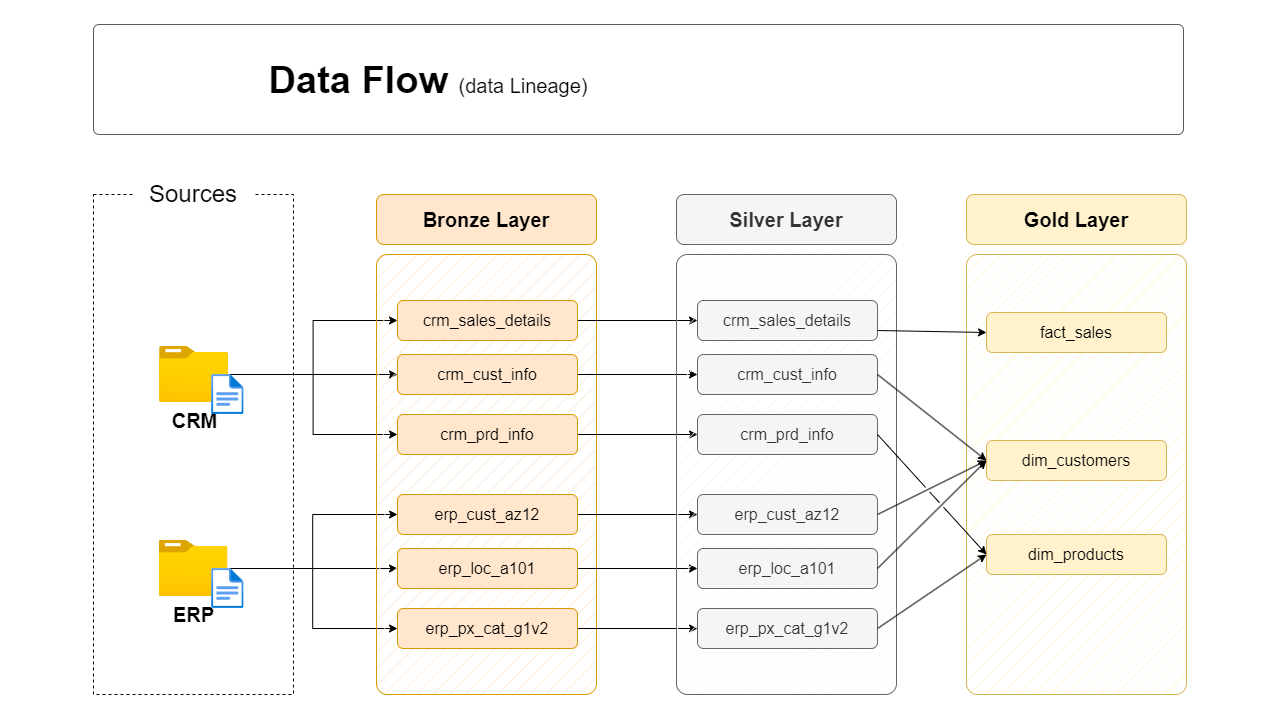 Data Flow (data Lineage)
Sources
CRM
ERP
Bronze Layer
crm_sales_details
crm_cust_info
crm_prd_info
erp_cust_az12
erp_loc_a101
erp_px_cat_g1v2
Silver Layer
crm_sales_details
crm_cust_info
crm_prd_info
erp_cust_az12
erp_loc_a101
erp_px_cat_g1v2
Gold Layer
fact_sales
dim_customers
dim_products